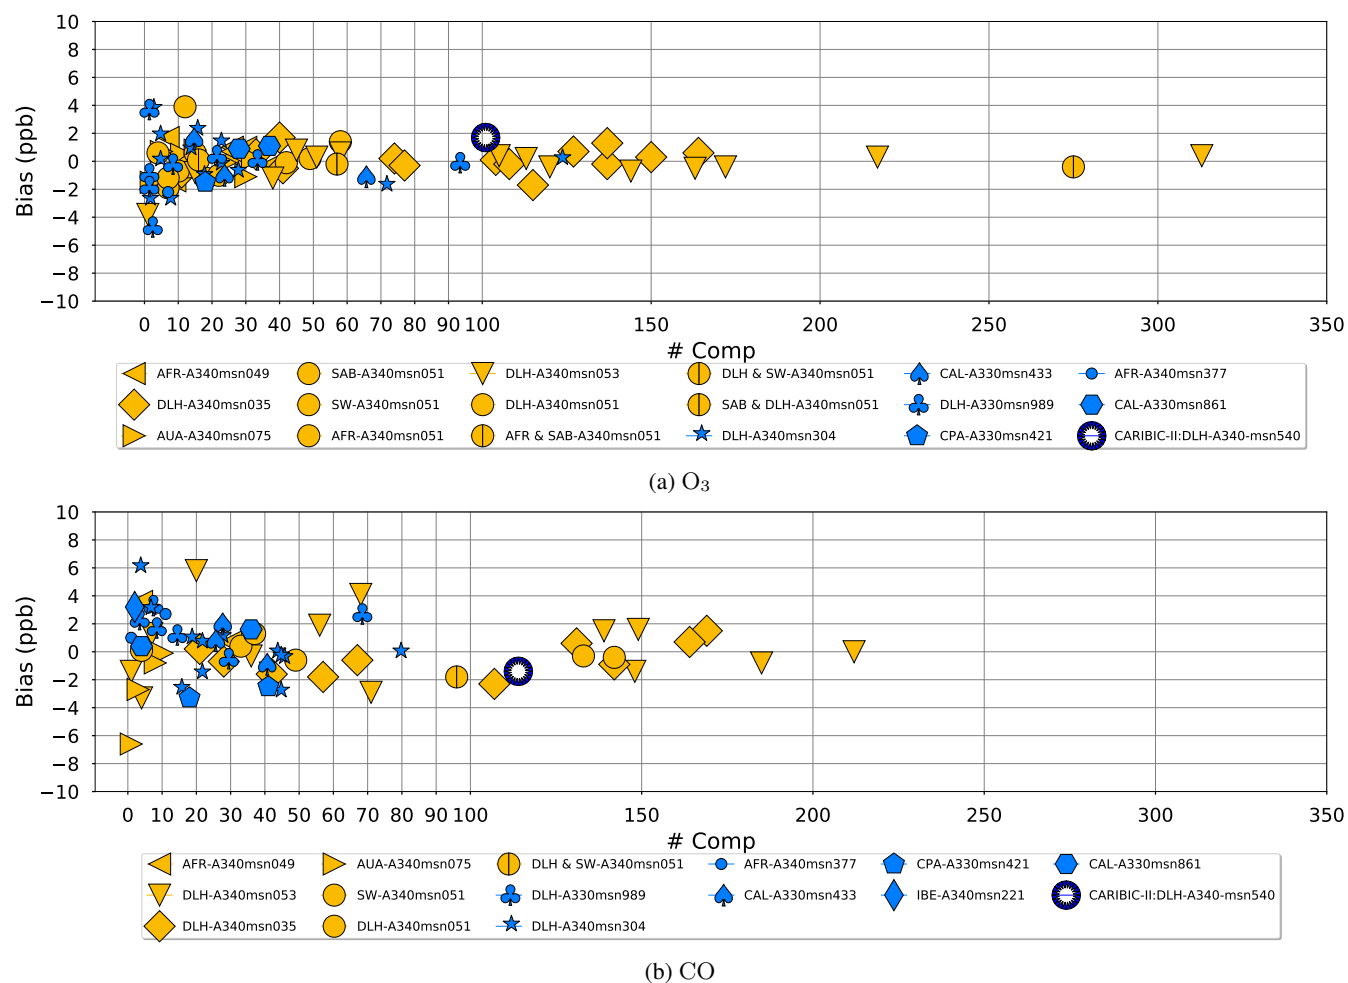 10
8
6
4
2
0
−2
−4
−6
−8
−10
Bias (ppb)
0 10 20 30 40 50 60 70 80 90 100 150 200 250 300 350
# Comp
AFR-A340msn049 SAB-A340msn051 DLH-A340msn053 DLH & SW-A340msn051 CAL-A330msn433 AFR-A340msn377
DLH-A340msn035 SW-A340msn051 DLH-A340msn051 SAB & DLH-A340msn051 DLH-A330msn989 CAL-A330msn861
AUA-A340msn075 AFR-A340msn051 AFR & SAB-A340msn051 DLH-A340msn304 CPA-A330msn421 CARIBIC-II:DLH-A340-msn540
(a) O₃
10
8
6
4
2
0
−2
−4
−6
−8
−10
Bias (ppb)
0 10 20 30 40 50 60 70 80 90 100 150 200 250 300 350
# Comp
AFR-A340msn049 AUA-A340msn075 DLH & SW-A340msn051 AFR-A340msn377 CPA-A330msn421 CAL-A330msn861
DLH-A340msn053 SW-A340msn051 DLH-A330msn989 CAL-A330msn433 IBE-A340msn221 CARIBIC-II:DLH-A340-msn540
DLH-A340msn035 DLH-A340msn051 DLH-A340msn304
(b) CO